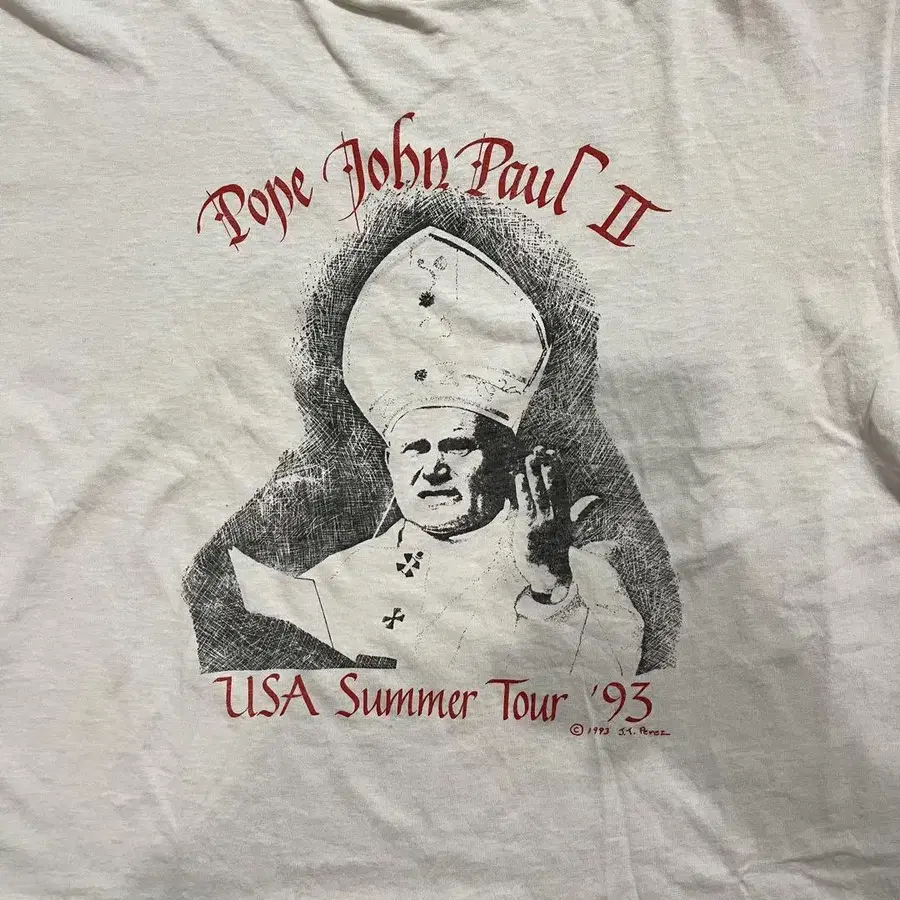 Pope John Paul II
USA Summer Tour '93
© 1993 J.T. Perez